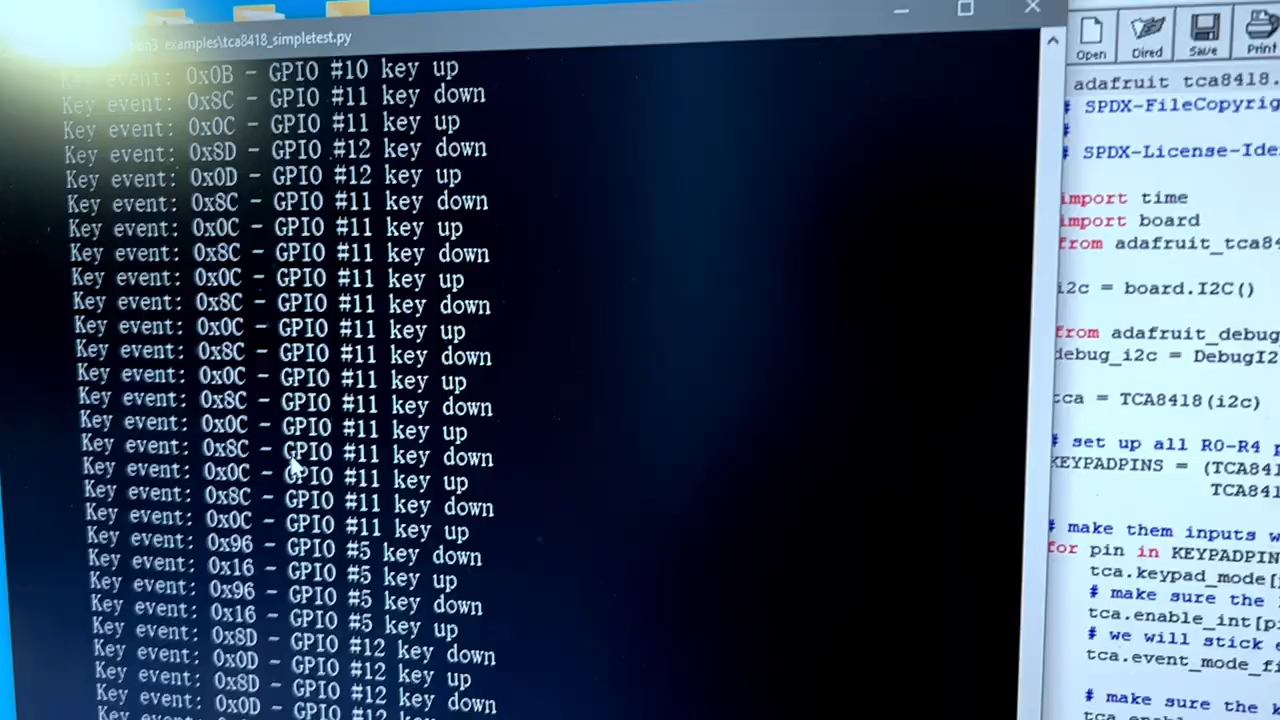 examples\tca8418_simpletest.py
Key event: 0x0B - GPIO #10 key up
Key event: 0x8C - GPIO #11 key down
Key event: 0x0C - GPIO #11 key up
Key event: 0x8D - GPIO #12 key down
Key event: 0x0D - GPIO #12 key up
Key event: 0x8C - GPIO #11 key down
Key event: 0x0C - GPIO #11 key up
Key event: 0x8C - GPIO #11 key down
Key event: 0x0C - GPIO #11 key up
Key event: 0x8C - GPIO #11 key down
Key event: 0x0C - GPIO #11 key up
Key event: 0x8C - GPIO #11 key down
Key event: 0x0C - GPIO #11 key up
Key event: 0x8C - GPIO #11 key down
Key event: 0x0C - GPIO #11 key up
Key event: 0x8C - GPIO #11 key down
Key event: 0x0C - GPIO #11 key up
Key event: 0x8C - GPIO #11 key down
Key event: 0x0C - GPIO #11 key up
Key event: 0x96 - GPIO #5 key down
Key event: 0x16 - GPIO #5 key up
Key event: 0x96 - GPIO #5 key down
Key event: 0x16 - GPIO #5 key up
Key event: 0x8D - GPIO #12 key down
Key event: 0x0D - GPIO #12 key up
Key event: 0x8D - GPIO #12 key down
Key event: 0x0D - GPIO #12 key up
Open Dired Save Print
adafruit tca8418.
# SPDX-FileCopyrig
#
# SPDX-License-Ide
import time
import board
from adafruit_tca8
i2c = board.I2C()
from adafruit_debug
debug_i2c = DebugI2
tca = TCA8418(i2c)
# set up all R0-R4 p
KEYPADPINS = (TCA841
TCA841
# make them inputs w
for pin in KEYPADPIN
tca.keypad_mode[p
# make sure the
tca.enable_int[pi
# we will stick e
tca.event_mode_fi
# make sure the k